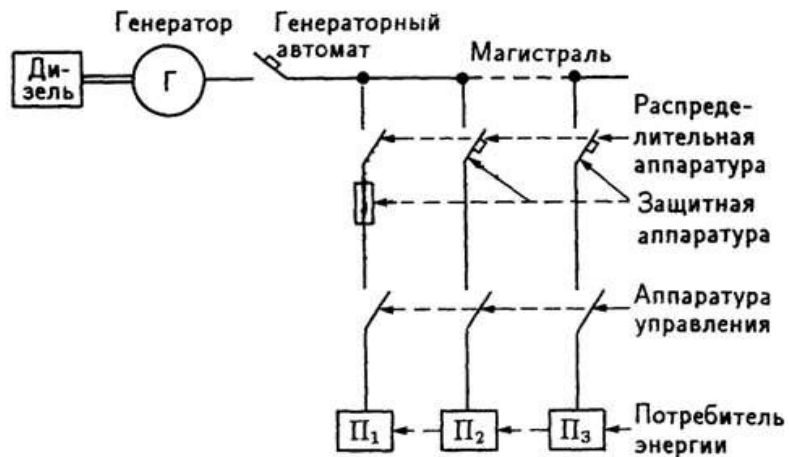 Генератор
Генераторный
автомат
Магистраль
Ди-
зель
Г
Распреде-
лительная
аппаратура
Защитная
аппаратура
Аппаратура
управления
П1
П2
П3
Потребитель
энергии